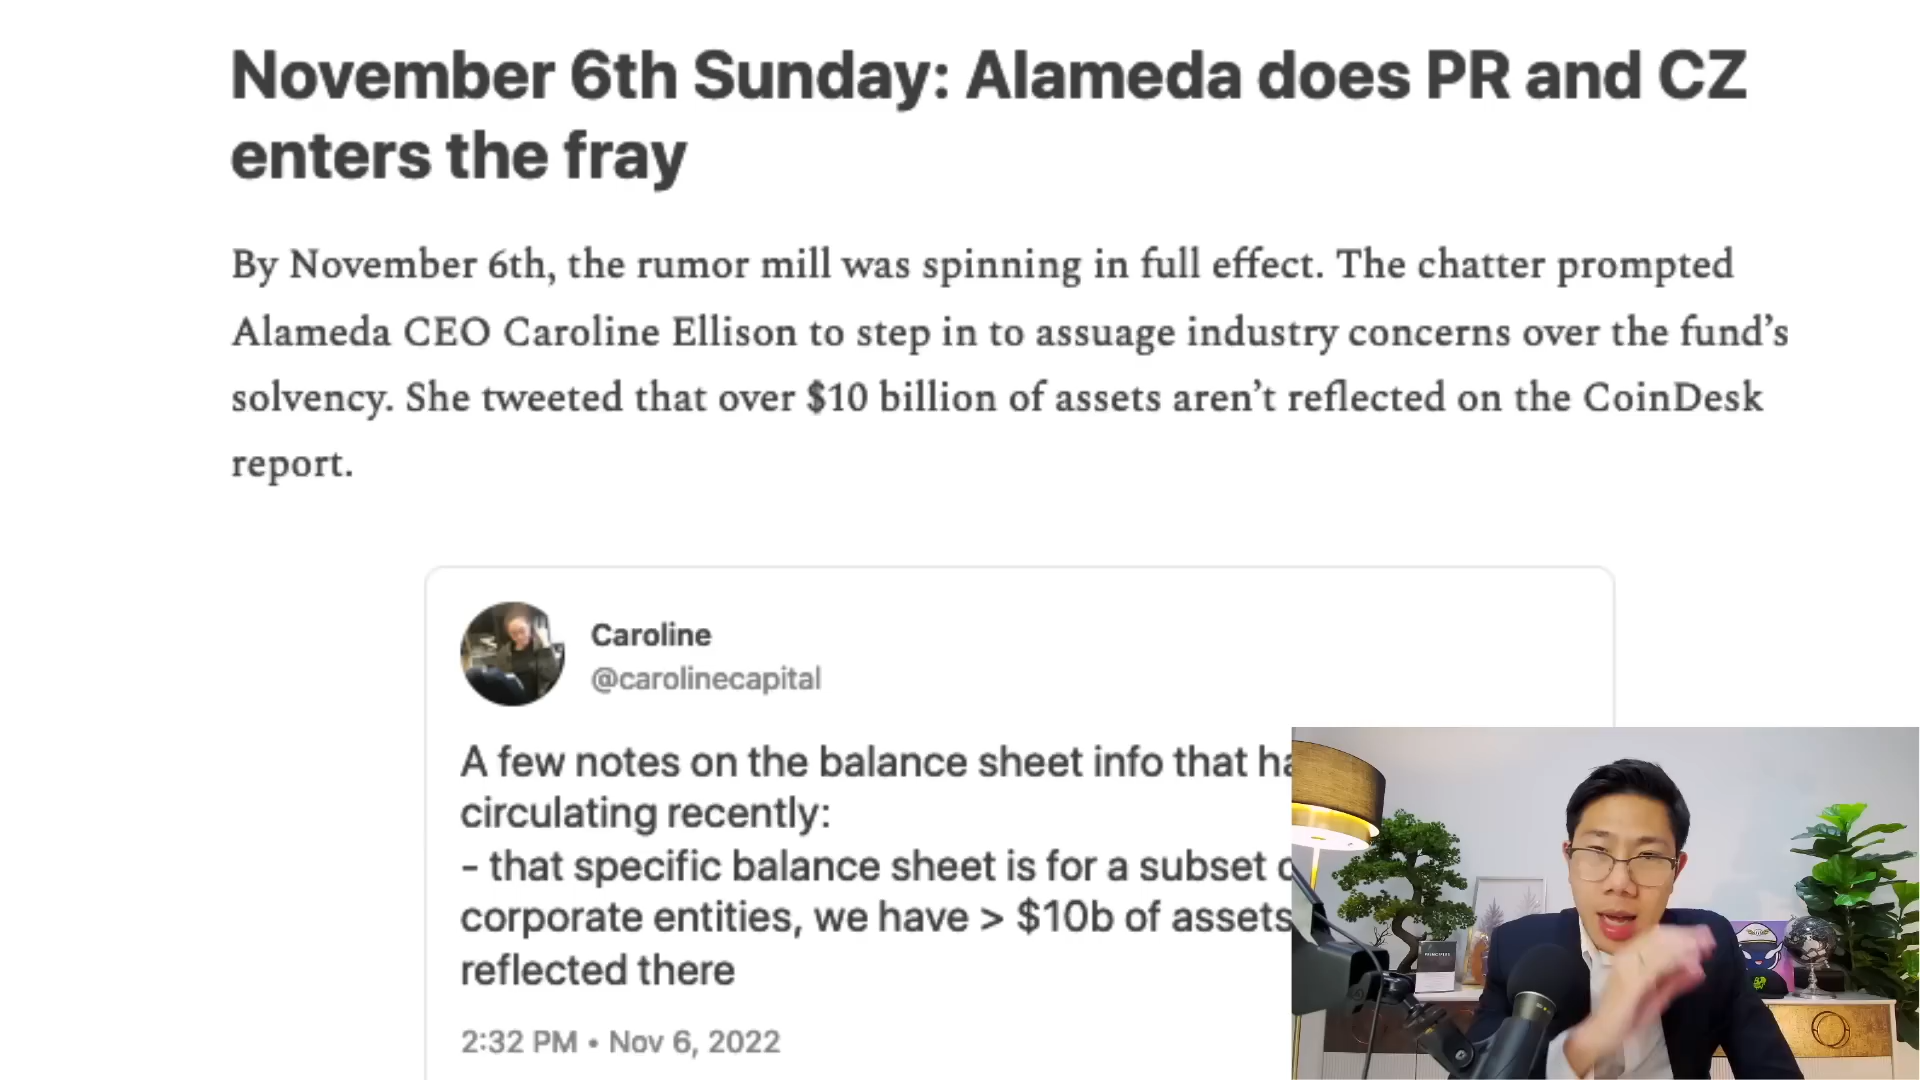 November 6th Sunday: Alameda does PR and CZ
enters the fray
By November 6th, the rumor mill was spinning in full effect. The chatter prompted
Alameda CEO Caroline Ellison to step in to assuage industry concerns over the fund’s
solvency. She tweeted that over $10 billion of assets aren’t reflected on the CoinDesk
report.
Caroline
@carolinecapital
A few notes on the balance sheet info that
circulating recently:
- that specific balance sheet is for a subset
corporate entities, we have > $10b of assets
reflected there
2:32 PM • Nov 6, 2022
PRINCIPLES